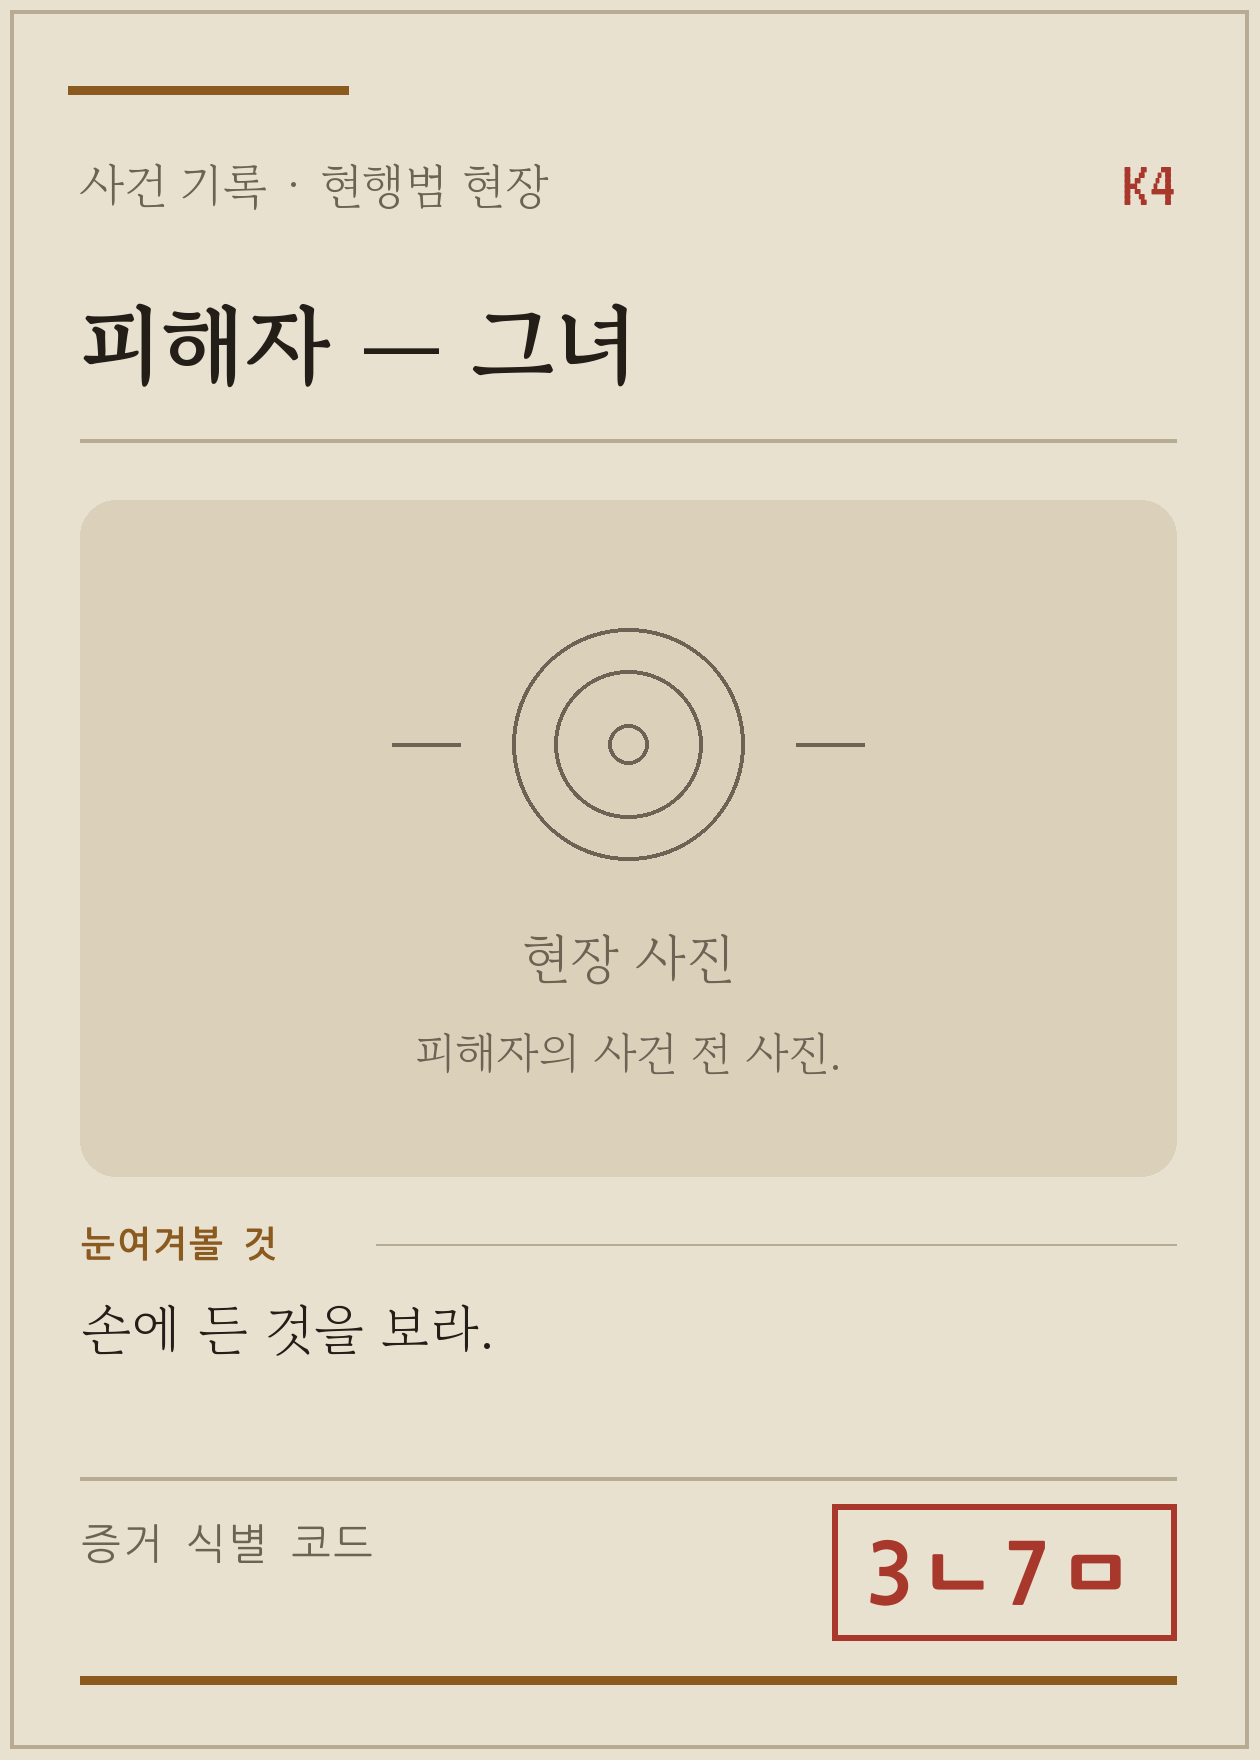 사건 기록 · 현행범 현장
K4
피해자 — 그녀
현장 사진
피해자의 사건 전 사진.
눈여겨볼 것
손에 든 것을 보라.
증거 식별 코드
3ㄴ7ㅁ